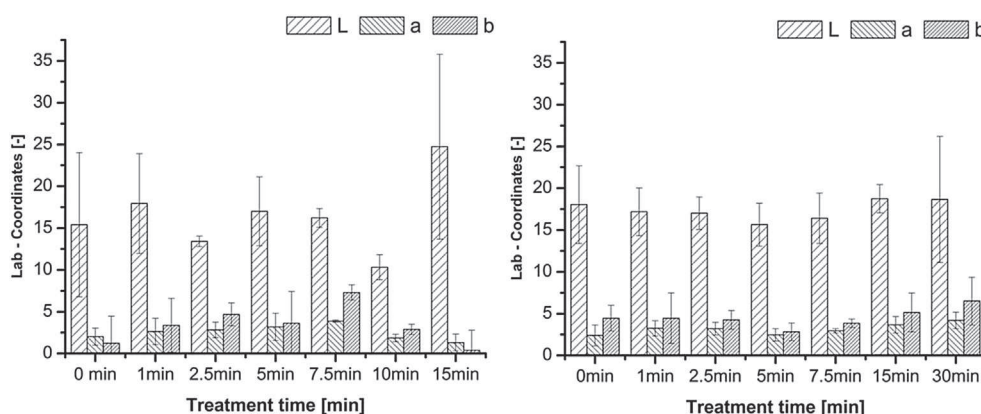 L a b
35
30
25
20
15
10
5
0
Lab - Coordinates [-]
0 min 1min 2.5min 5min 7.5min 10min 15min
Treatment time [min]
L a b
35
30
25
20
15
10
5
0
Lab - Coordinates [-]
0min 1min 2.5min 5min 7.5min 15min 30min
Treatment time [min]